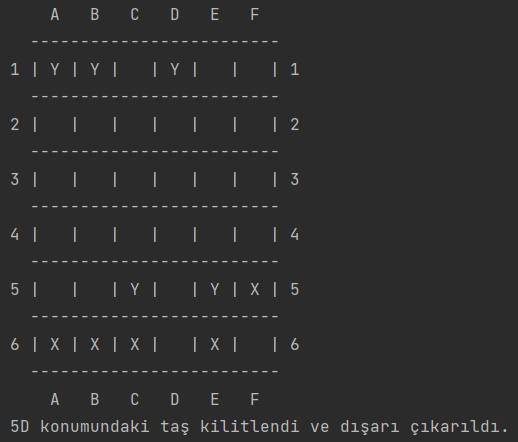 A   B   C   D   E   F
  -------------------------
1 | Y | Y |   | Y |   |   | 1
  -------------------------
2 |   |   |   |   |   |   | 2
  -------------------------
3 |   |   |   |   |   |   | 3
  -------------------------
4 |   |   |   |   |   |   | 4
  -------------------------
5 |   |   | Y |   | Y | X | 5
  -------------------------
6 | X | X | X |   | X |   | 6
  -------------------------
    A   B   C   D   E   F
5D konumundaki taş kilitlendi ve dışarı çıkarıldı.